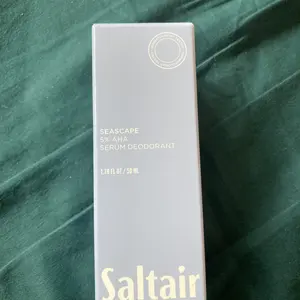 SEASCAPE
5% AHA
SERUM DEODORANT
1.70 FL OZ / 50 ML
Saltair